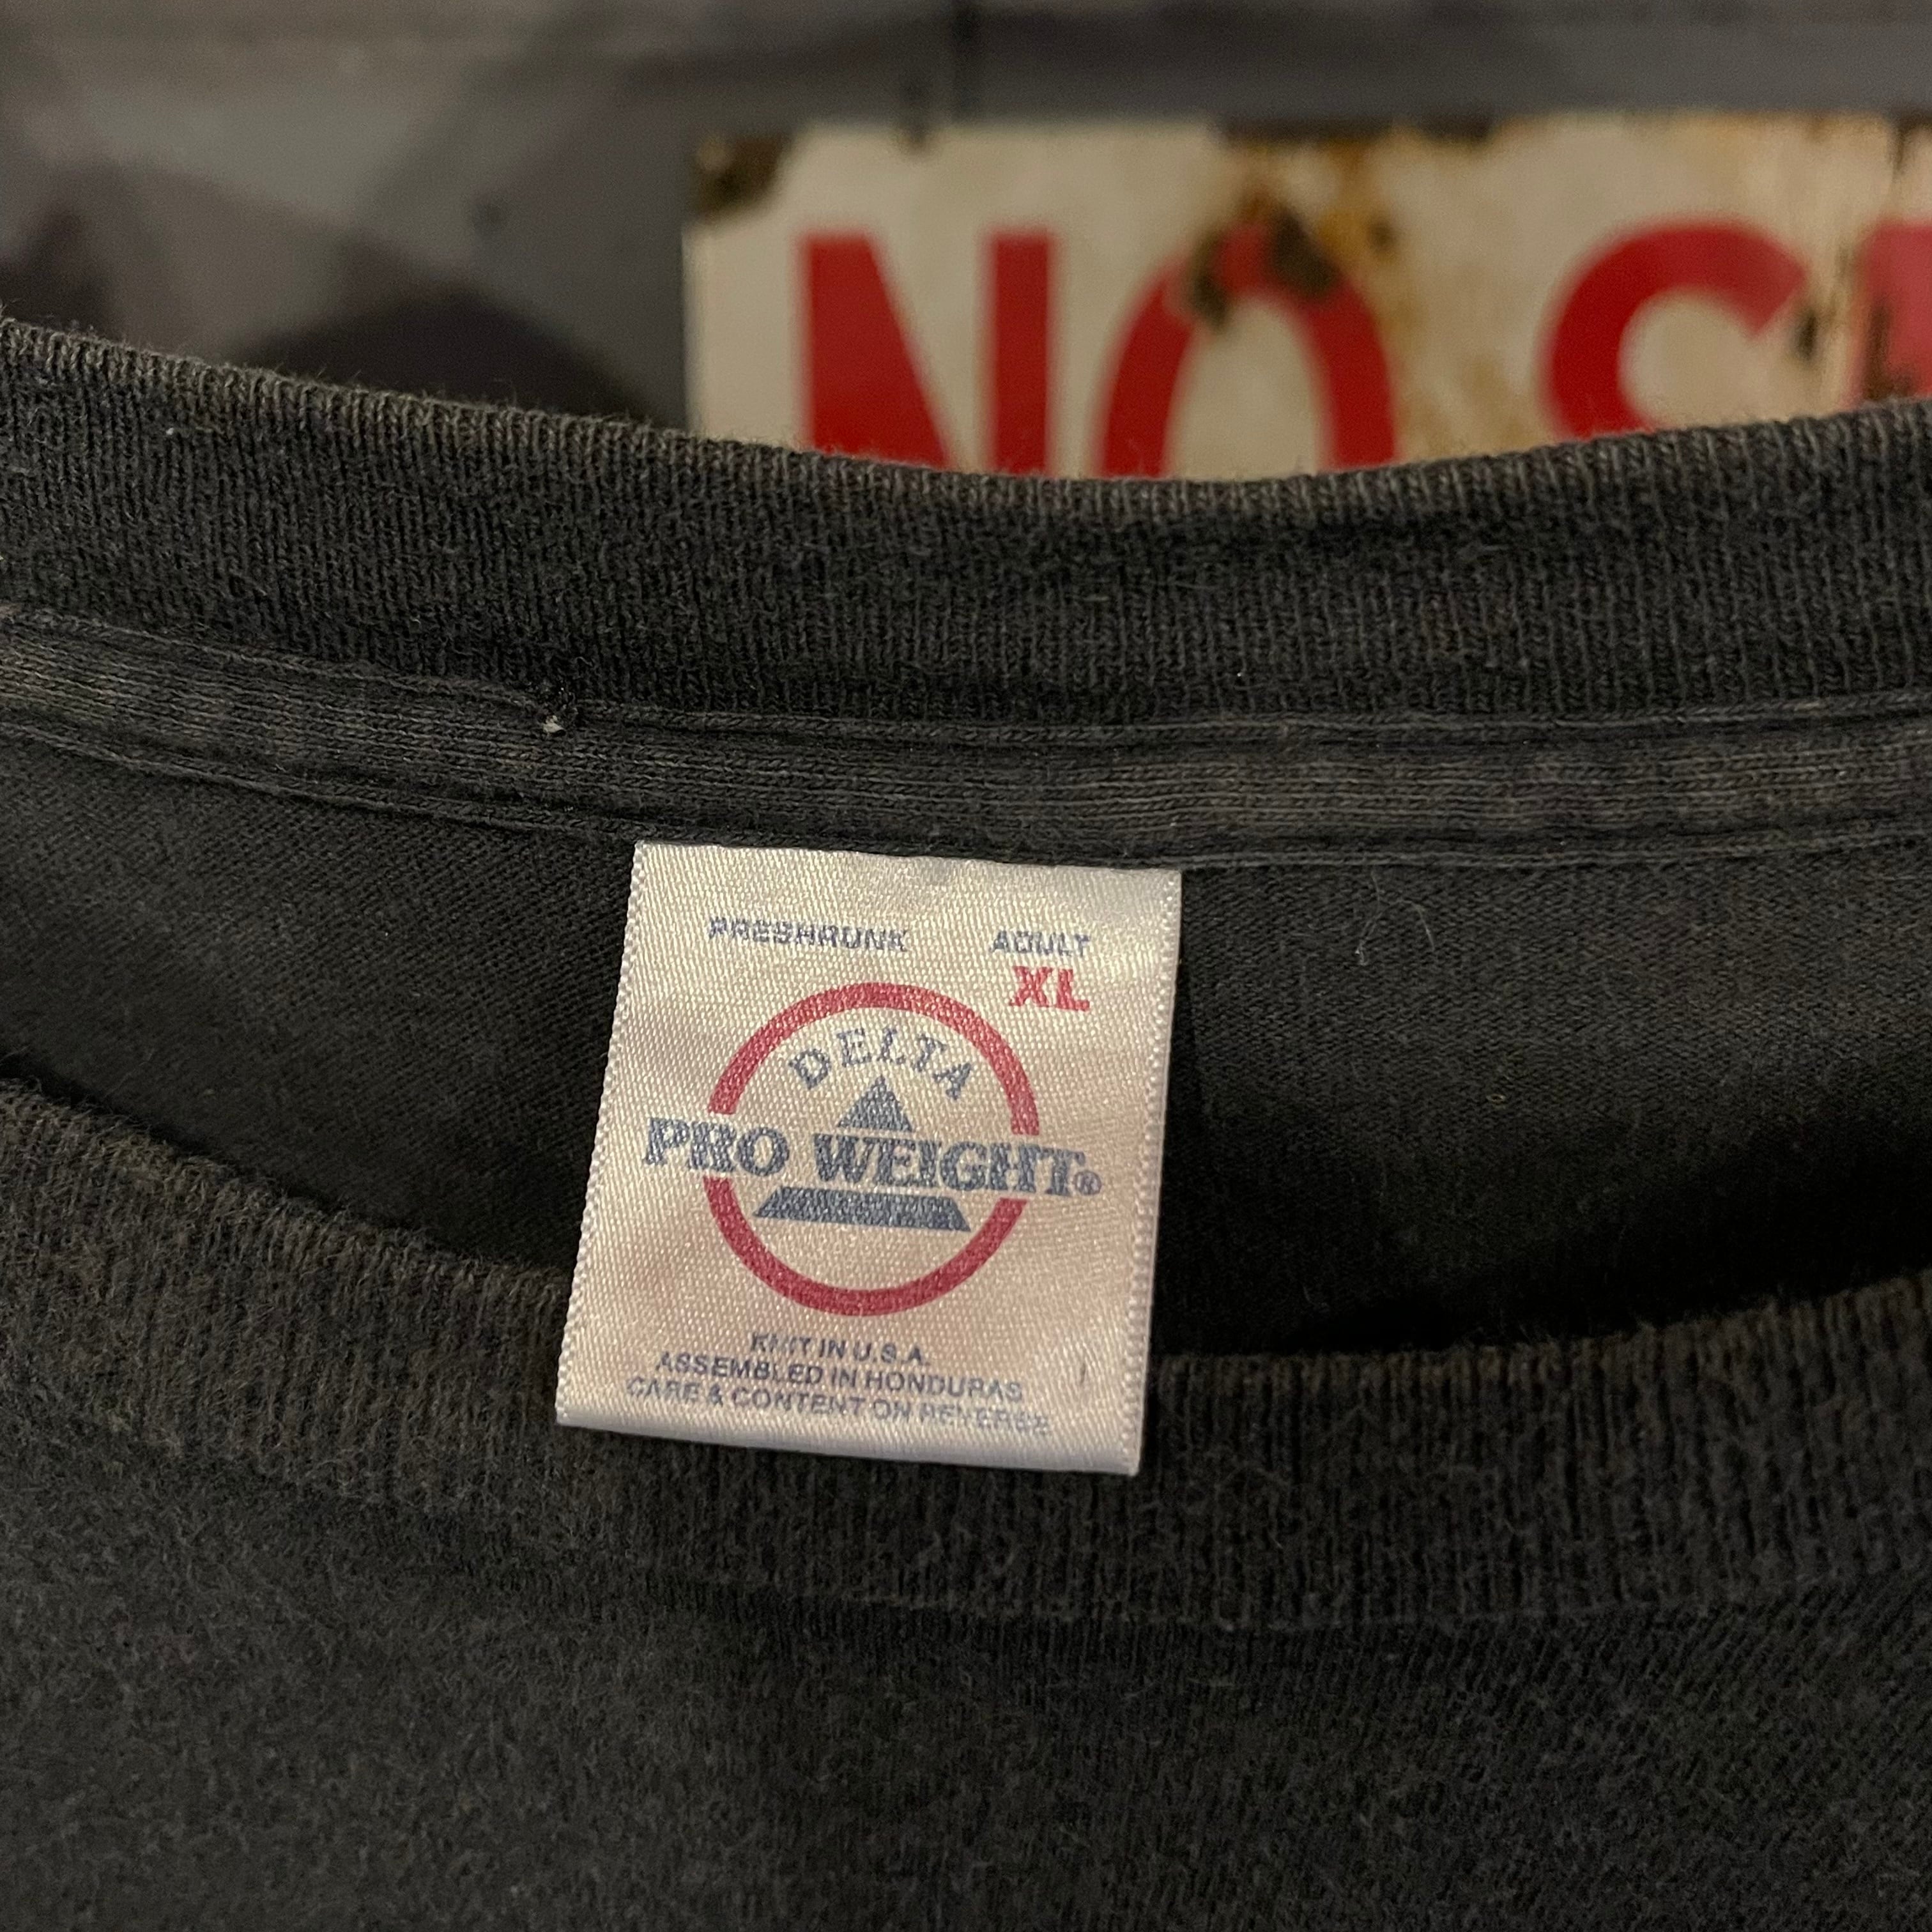 NO S
PRESHRUNK ADULT
XL
DELTA
PRO WEIGHT®
KNIT IN U.S.A.
ASSEMBLED IN HONDURAS
CARE & CONTENT ON REVERSE